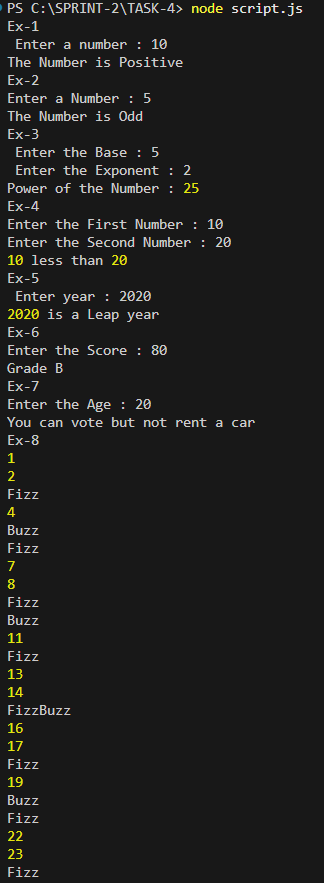 PS C:\SPRINT-2\TASK-4> node script.js
Ex-1
 Enter a number : 10
The Number is Positive
Ex-2
Enter a Number : 5
The Number is Odd
Ex-3
 Enter the Base : 5
 Enter the Exponent : 2
Power of the Number : 25
Ex-4
Enter the First Number : 10
Enter the Second Number : 20
10 less than 20
Ex-5
 Enter year : 2020
2020 is a Leap year
Ex-6
Enter the Score : 80
Grade B
Ex-7
Enter the Age : 20
You can vote but not rent a car
Ex-8
1
2
Fizz
4
Buzz
Fizz
7
8
Fizz
Buzz
11
Fizz
13
14
FizzBuzz
16
17
Fizz
19
Buzz
Fizz
22
23
Fizz